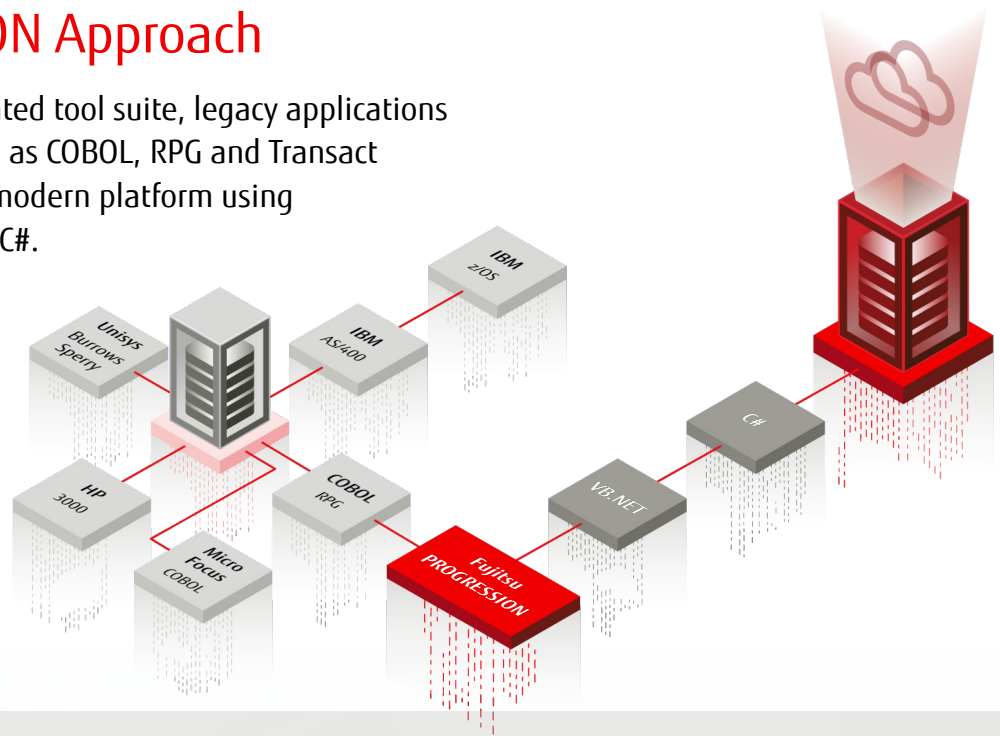 ON Approach
ated tool suite, legacy applications
as COBOL, RPG and Transact
modern platform using
C#.
IBM
z/OS
Unisys
Burrows
Sperry
IBM
AS/400
C#
HP
3000
COBOL
RPG
VB.NET
Micro
Focus
COBOL
Fujitsu
PROGRESSION